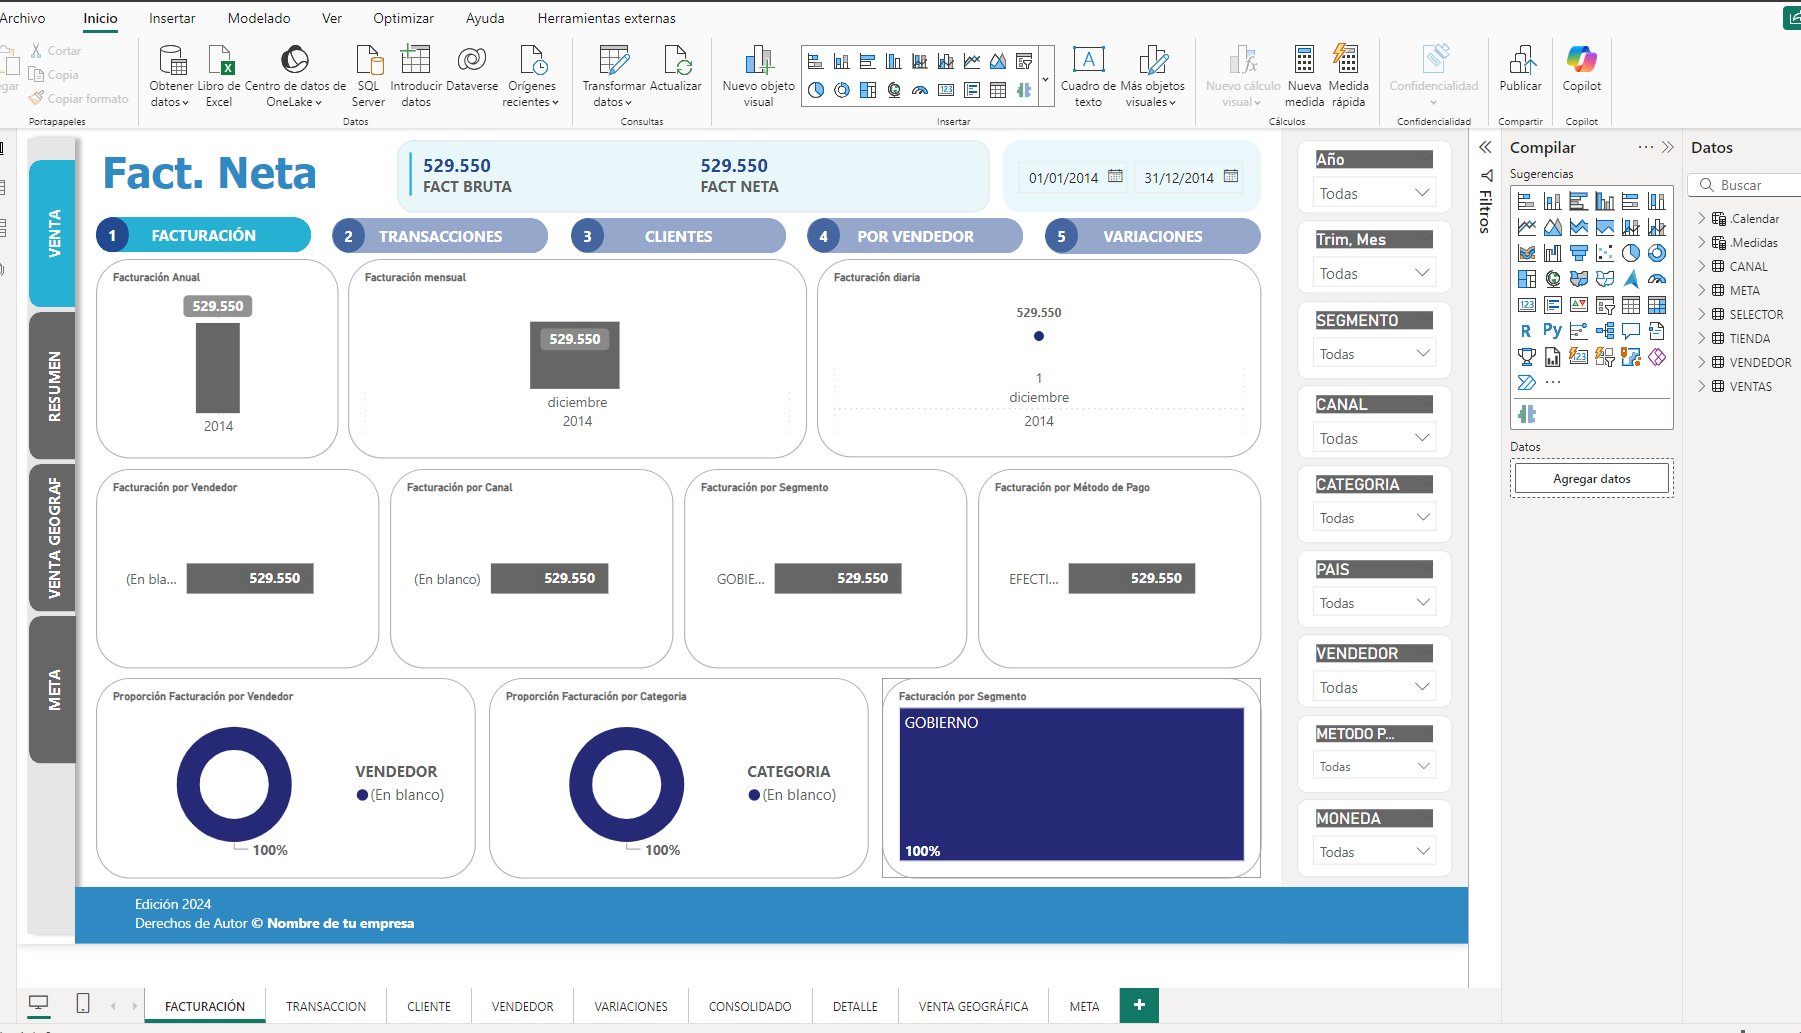 Archivo
Inicio
Insertar
Modelado
Ver
Optimizar
Ayuda
Herramientas externas
Cortar
Copia
Copiar formato
Portapapeles
Obtener datos
Libro de Excel
Centro de datos de OneLake
SQL Server
Introducir datos
Dataverse
Orígenes recientes
Datos
Transformar datos
Actualizar
Consultas
Nuevo objeto visual
Cuadro de texto
Más objetos visuales
Insertar
Nuevo cálculo visual
Nueva medida
Medida rápida
Cálculos
Confidencialidad
Confidencialidad
Publicar
Compartir
Copilot
Copilot
VENTA
RESUMEN
VENTA GEOGRAF
META
Fact. Neta
529.550
FACT BRUTA
529.550
FACT NETA
01/01/2014
31/12/2014
1 FACTURACIÓN
2 TRANSACCIONES
3 CLIENTES
4 POR VENDEDOR
5 VARIACIONES
Facturación Anual
529.550
2014
Facturación mensual
529.550
diciembre
2014
Facturación diaria
529.550
1
diciembre
2014
Facturación por Vendedor
(En bla... 529.550
Facturación por Canal
(En blanco) 529.550
Facturación por Segmento
GOBIE... 529.550
Facturación por Método de Pago
EFECTI... 529.550
Proporción Facturación por Vendedor
VENDEDOR
(En blanco)
100%
Proporción Facturación por Categoria
CATEGORIA
(En blanco)
100%
Facturación por Segmento
GOBIERNO
100%
Año
Todas
Trim, Mes
Todas
SEGMENTO
Todas
CANAL
Todas
CATEGORIA
Todas
PAIS
Todas
VENDEDOR
Todas
METODO P...
Todas
MONEDA
Todas
Edición 2024
Derechos de Autor © Nombre de tu empresa
Filtros
Compilar
Sugerencias
R
Py
Datos
Agregar datos
Datos
Buscar
.Calendar
.Medidas
CANAL
META
SELECTOR
TIENDA
VENDEDOR
VENTAS
FACTURACIÓN
TRANSACCION
CLIENTE
VENDEDOR
VARIACIONES
CONSOLIDADO
DETALLE
VENTA GEOGRÁFICA
META
+